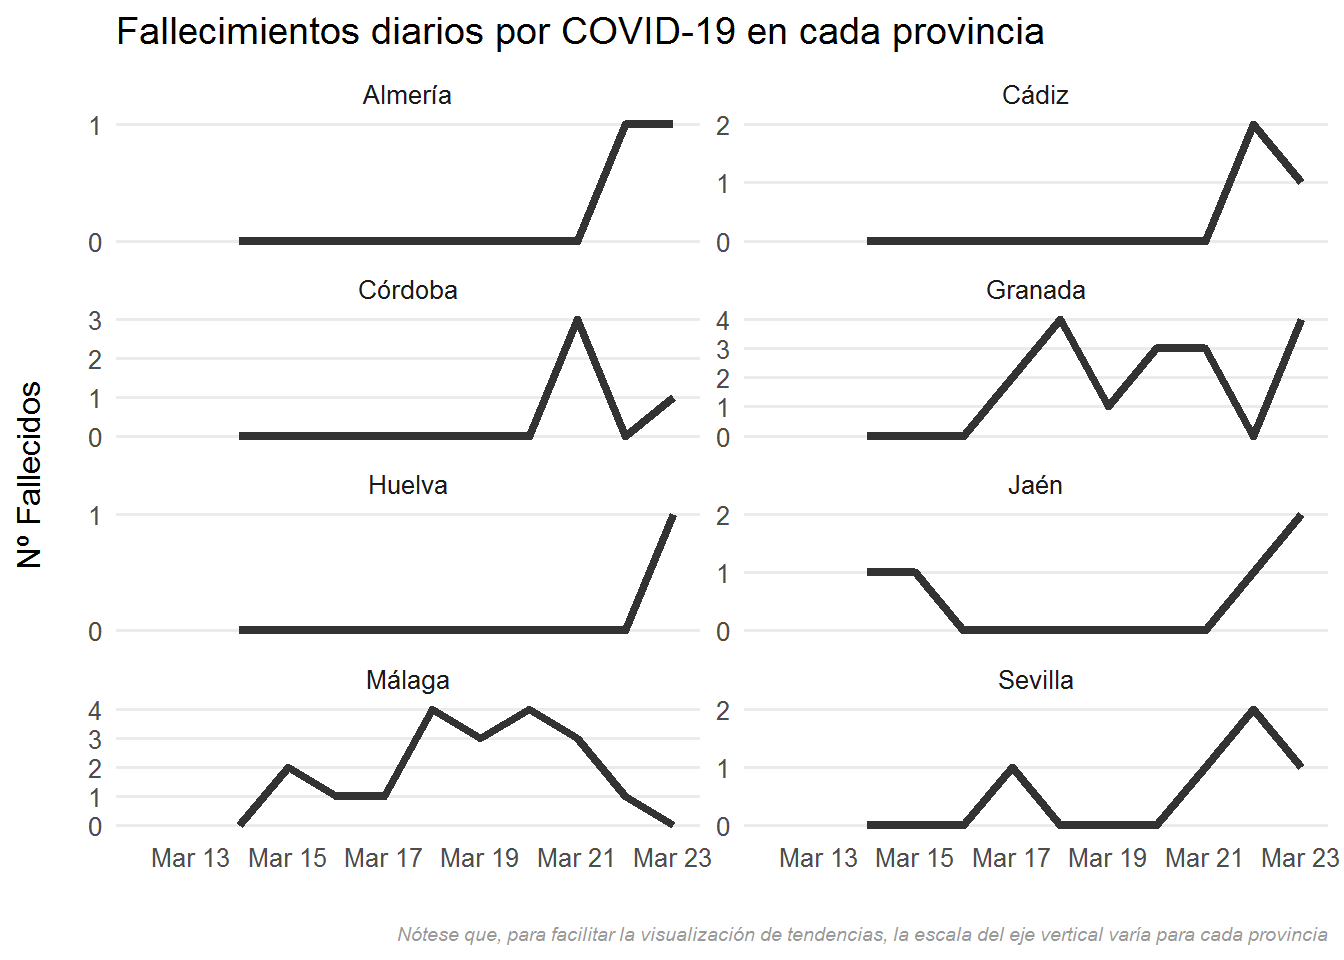 Fallecimientos diarios por COVID-19 en cada provincia
Nº Fallecidos
Almería
1
0
Cádiz
2
1
0
Córdoba
3
2
1
0
Granada
4
3
2
1
0
Huelva
1
0
Jaén
2
1
0
Málaga
4
3
2
1
0
Sevilla
2
1
0
Mar 13 Mar 15 Mar 17 Mar 19 Mar 21 Mar 23
Mar 13 Mar 15 Mar 17 Mar 19 Mar 21 Mar 23
Nótese que, para facilitar la visualización de tendencias, la escala del eje vertical varía para cada provincia